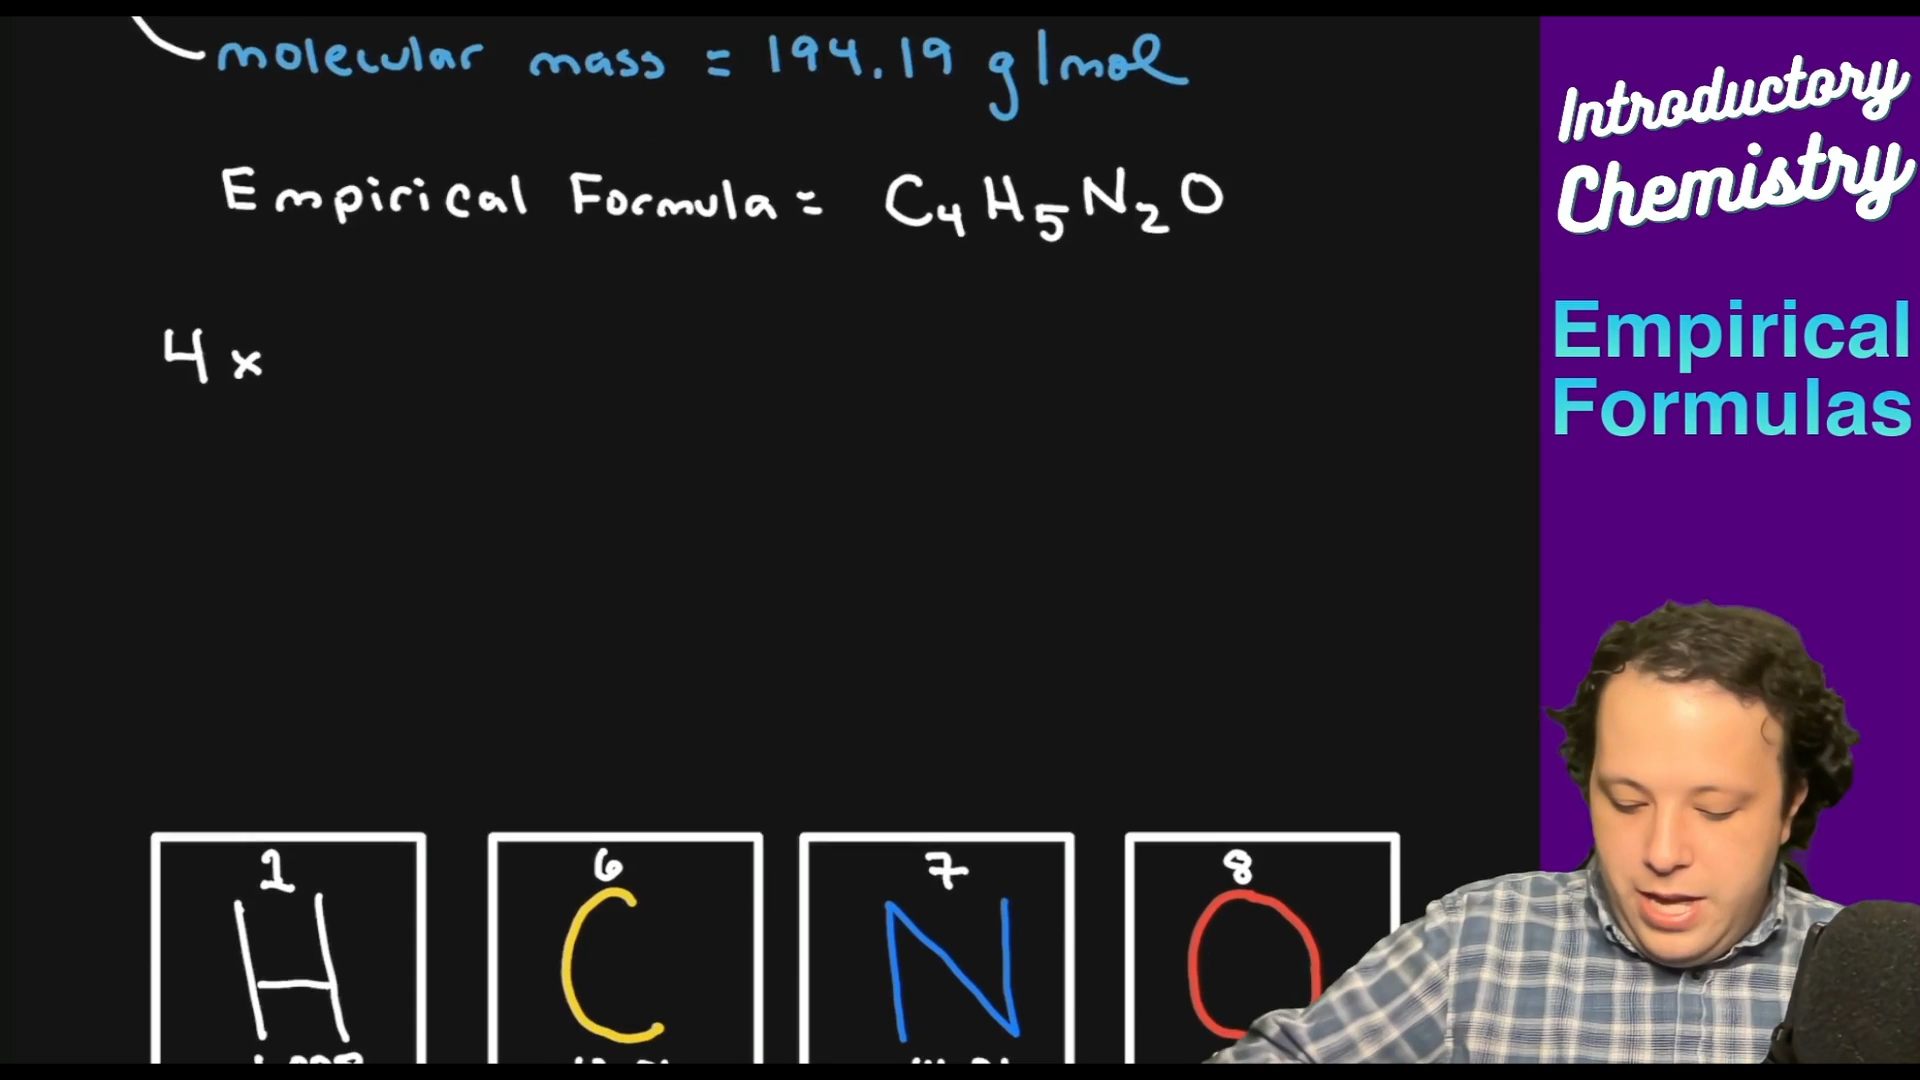 molecular mass = 194.19 g/mol
Empirical Formula = C₄H₅N₂O
4 x
1
H
6
C
7
N
8
O
Introductory
Chemistry
Empirical
Formulas